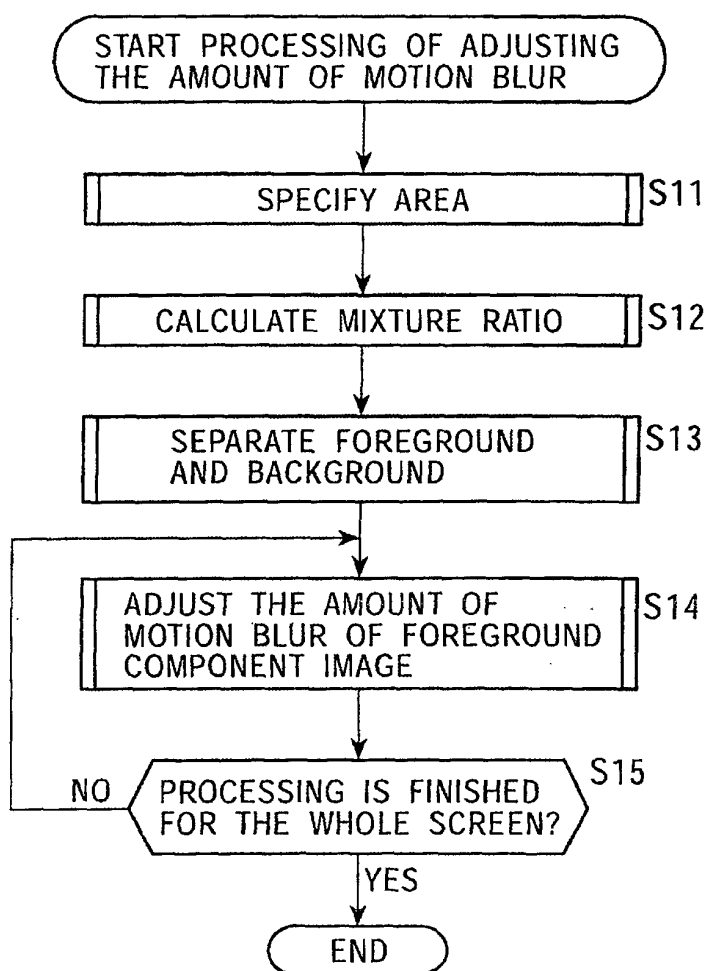 START PROCESSING OF ADJUSTING
THE AMOUNT OF MOTION BLUR
SPECIFY AREA
S11
CALCULATE MIXTURE RATIO
S12
SEPARATE FOREGROUND
AND BACKGROUND
S13
ADJUST THE AMOUNT OF
MOTION BLUR OF FOREGROUND
COMPONENT IMAGE
S14
PROCESSING IS FINISHED
FOR THE WHOLE SCREEN?
S15
NO
YES
END